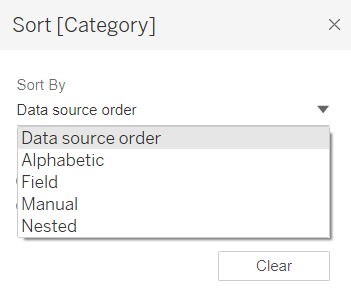 Sort [Category]
Sort By
Data source order
Data source order
Alphabetic
Field
Manual
Nested
Clear